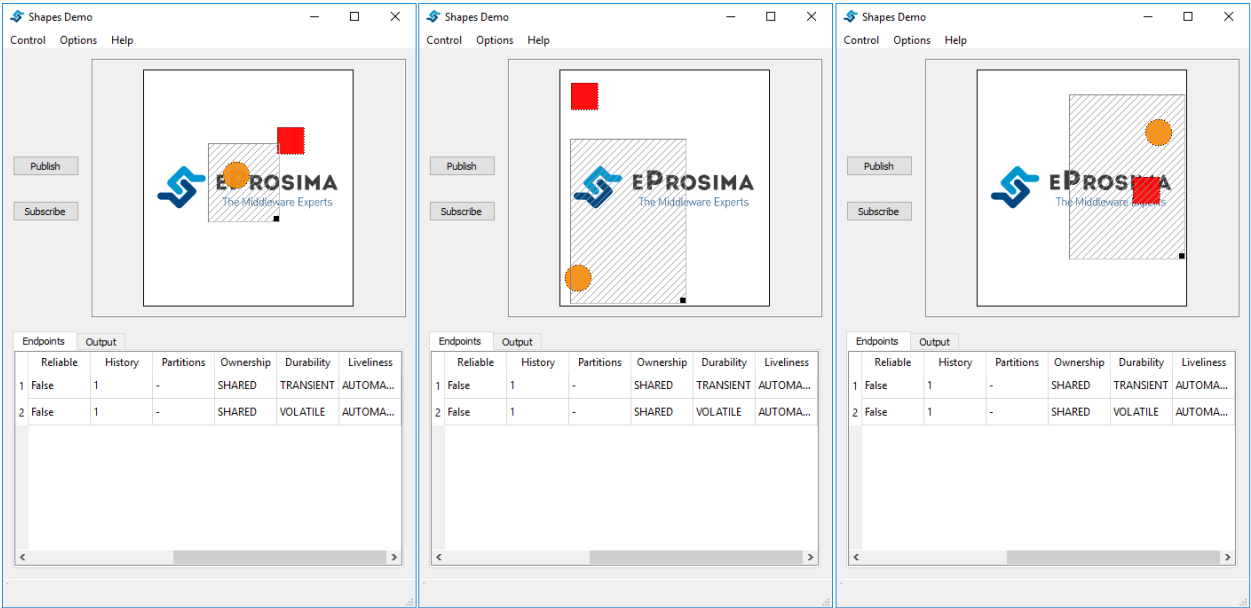 Shapes Demo
Control Options Help
Publish
Subscribe
EPROSIMA
The Middleware Experts
Endpoints Output
Reliable History Partitions Ownership Durability Liveliness
1 False 1 - SHARED TRANSIENT AUTOMA...
2 False 1 - SHARED VOLATILE AUTOMA...
Shapes Demo
Control Options Help
Publish
Subscribe
EPROSIMA
The Middleware Experts
Endpoints Output
Reliable History Partitions Ownership Durability Liveliness
1 False 1 - SHARED TRANSIENT AUTOMA...
2 False 1 - SHARED VOLATILE AUTOMA...
Shapes Demo
Control Options Help
Publish
Subscribe
EPROSIMA
The Middleware Experts
Endpoints Output
Reliable History Partitions Ownership Durability Liveliness
1 False 1 - SHARED TRANSIENT AUTOMA...
2 False 1 - SHARED VOLATILE AUTOMA...